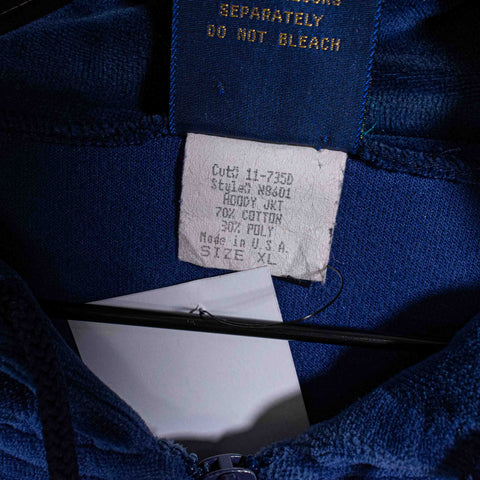 SEPARATELY
DO NOT BLEACH
Cut# 11-735D
Style# N8601
HOODY JKT
70% COTTON
30% POLY
Made in U.S.A.
SIZE XL